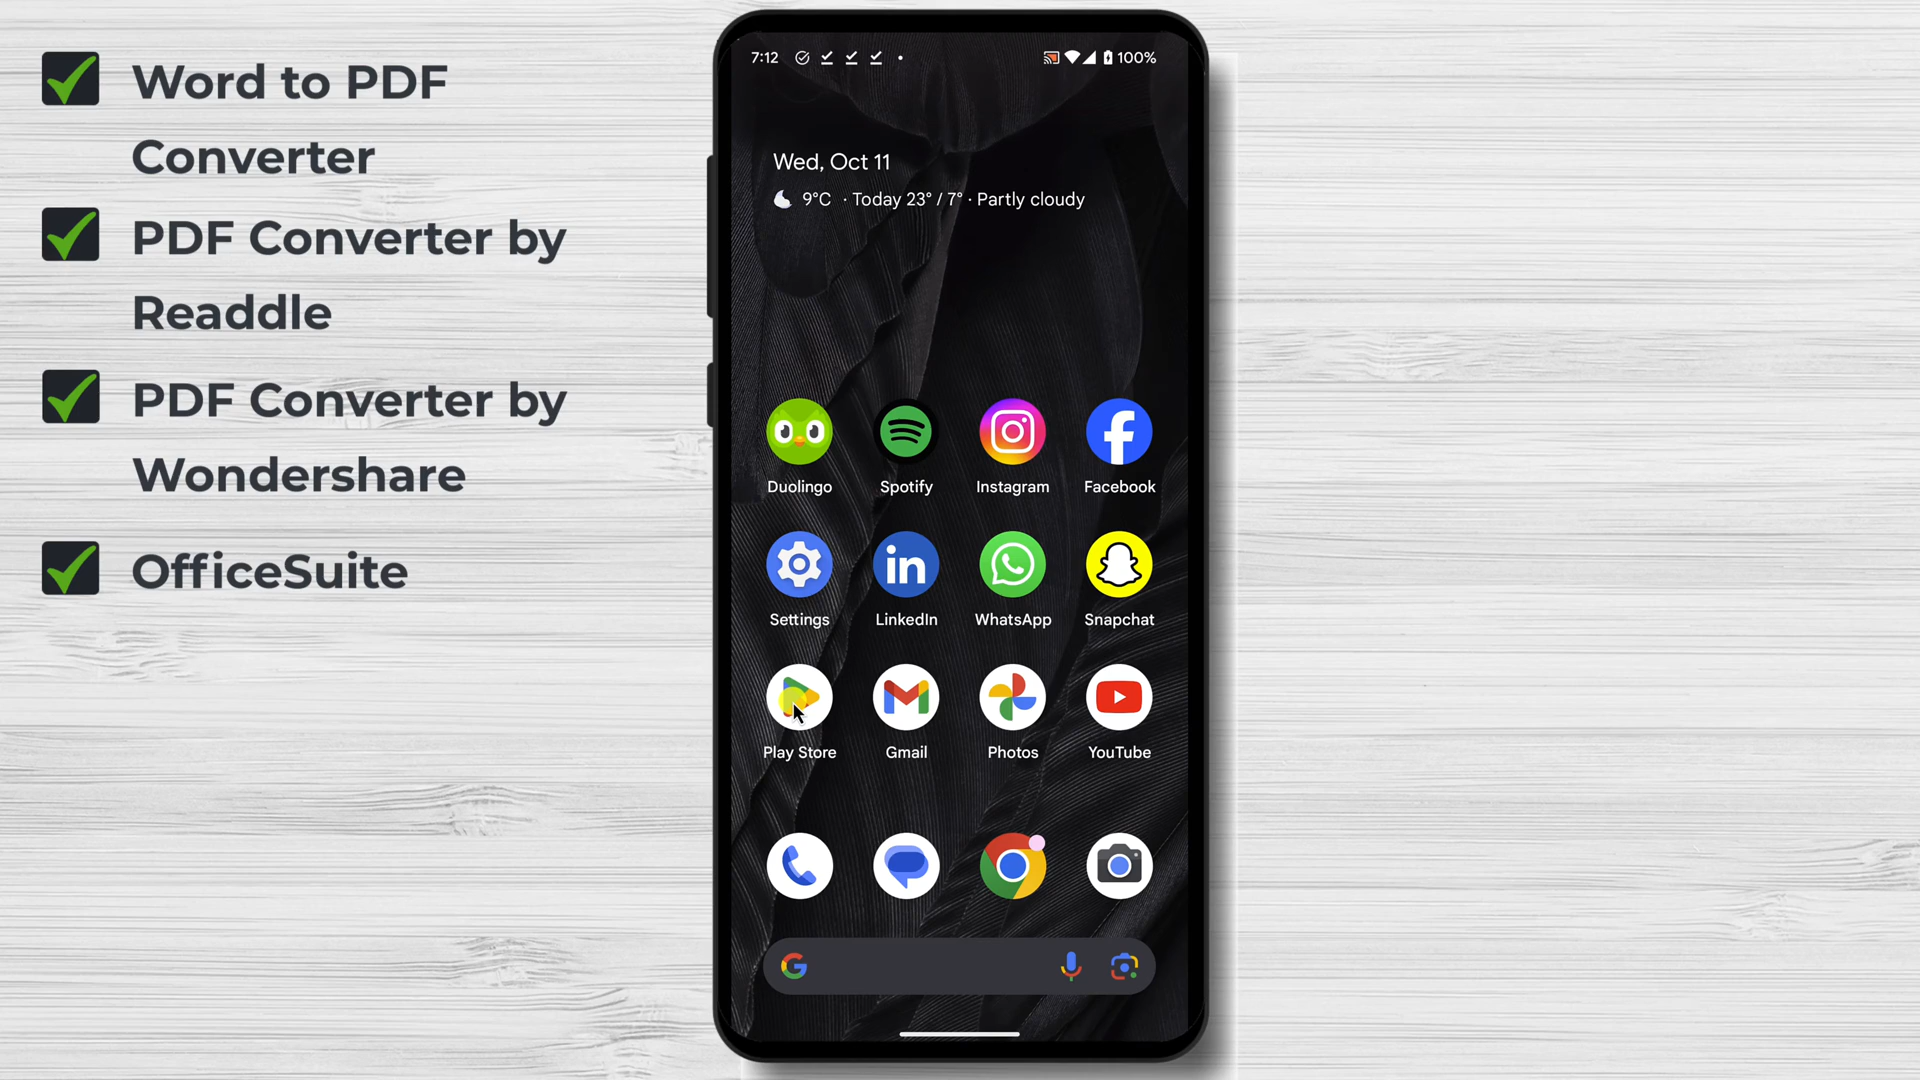 Word to PDF
Converter
PDF Converter by
Readdle
PDF Converter by
Wondershare
OfficeSuite
7:12
100%
Wed, Oct 11
9°C · Today 23° / 7° · Partly cloudy
Duolingo Spotify Instagram Facebook
Settings LinkedIn WhatsApp Snapchat
Play Store Gmail Photos YouTube